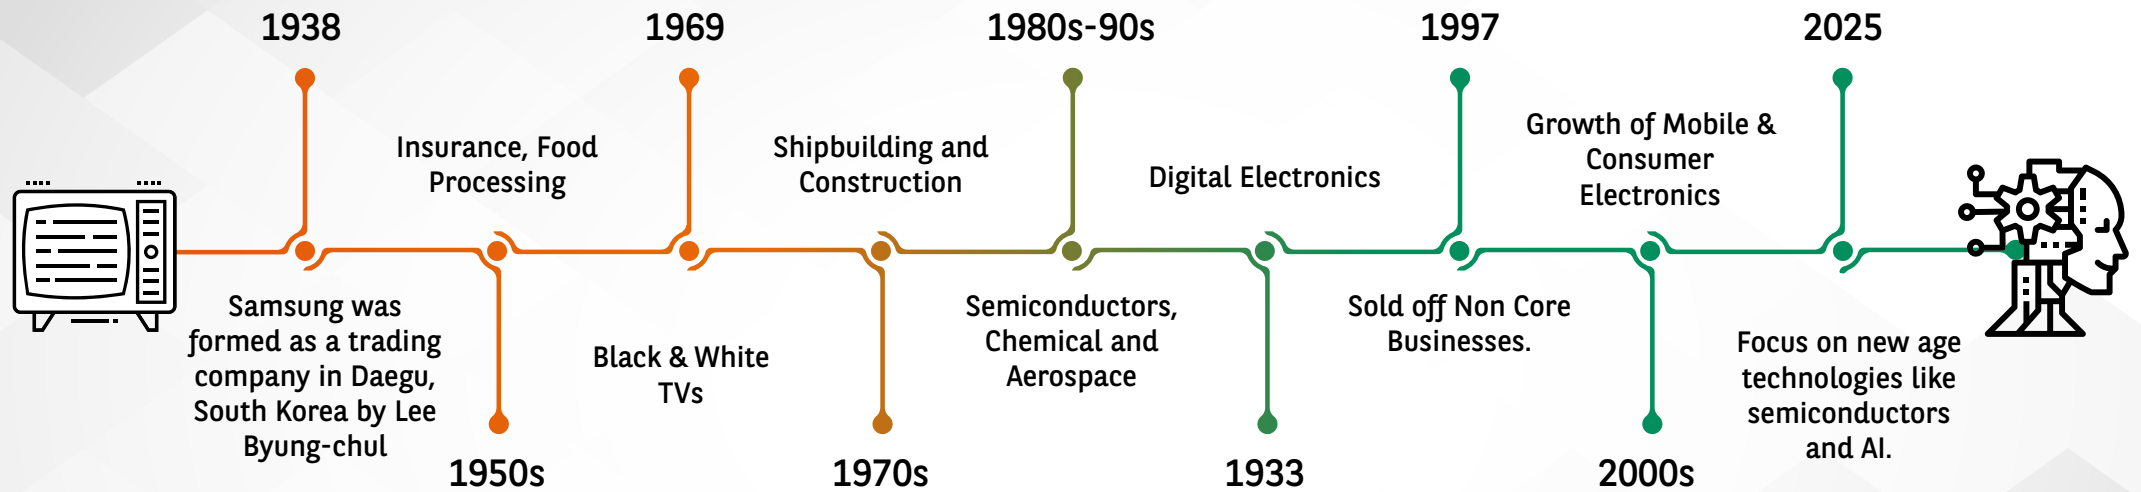 1938
Samsung was
formed as a trading
company in Daegu,
South Korea by Lee
Byung-chul
Insurance, Food
Processing
1950s
1969
Black & White
TVs
Shipbuilding and
Construction
1970s
1980s-90s
Semiconductors,
Chemical and
Aerospace
Digital Electronics
1933
1997
Sold off Non Core
Businesses.
Growth of Mobile &
Consumer
Electronics
2000s
2025
Focus on new age
technologies like
semiconductors
and AI.